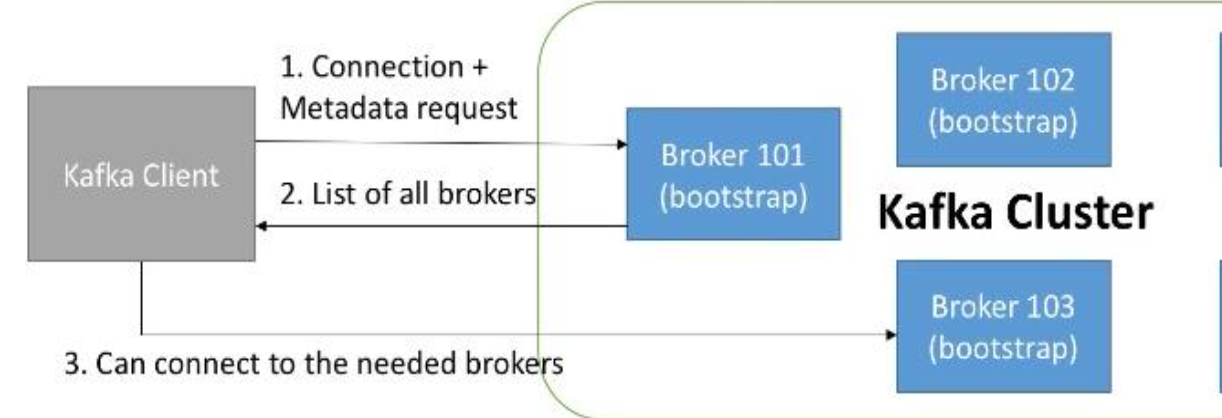 1. Connection +
Metadata request
Kafka Client
2. List of all brokers
Broker 101
(bootstrap)
Broker 102
(bootstrap)
Kafka Cluster
Broker 103
(bootstrap)
3. Can connect to the needed brokers